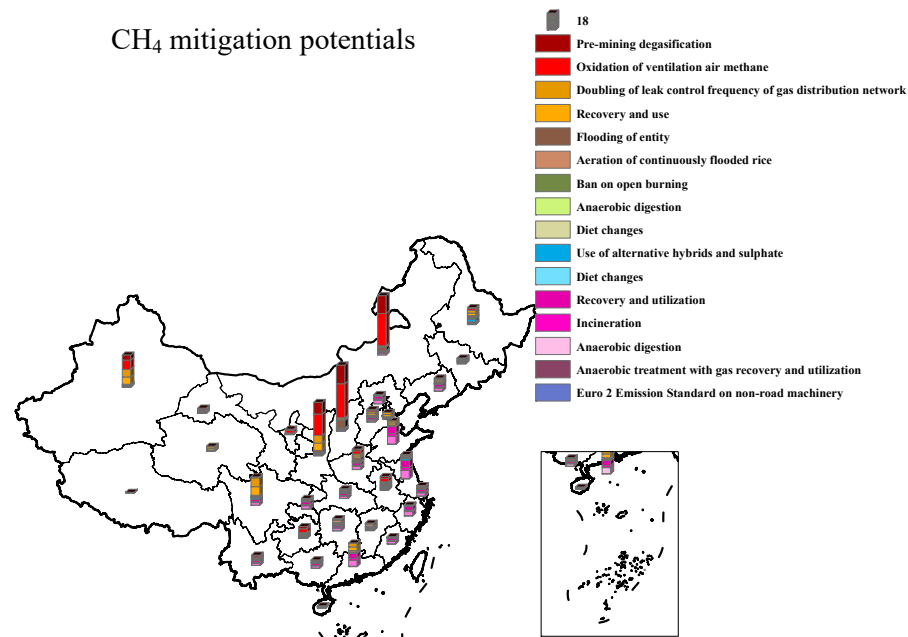 CH₄ mitigation potentials
18
Pre-mining degasification
Oxidation of ventilation air methane
Doubling of leak control frequency of gas distribution network
Recovery and use
Flooding of entity
Aeration of continuously flooded rice
Ban on open burning
Anaerobic digestion
Diet changes
Use of alternative hybrids and sulphate
Diet changes
Recovery and utilization
Incineration
Anaerobic digestion
Anaerobic treatment with gas recovery and utilization
Euro 2 Emission Standard on non-road machinery